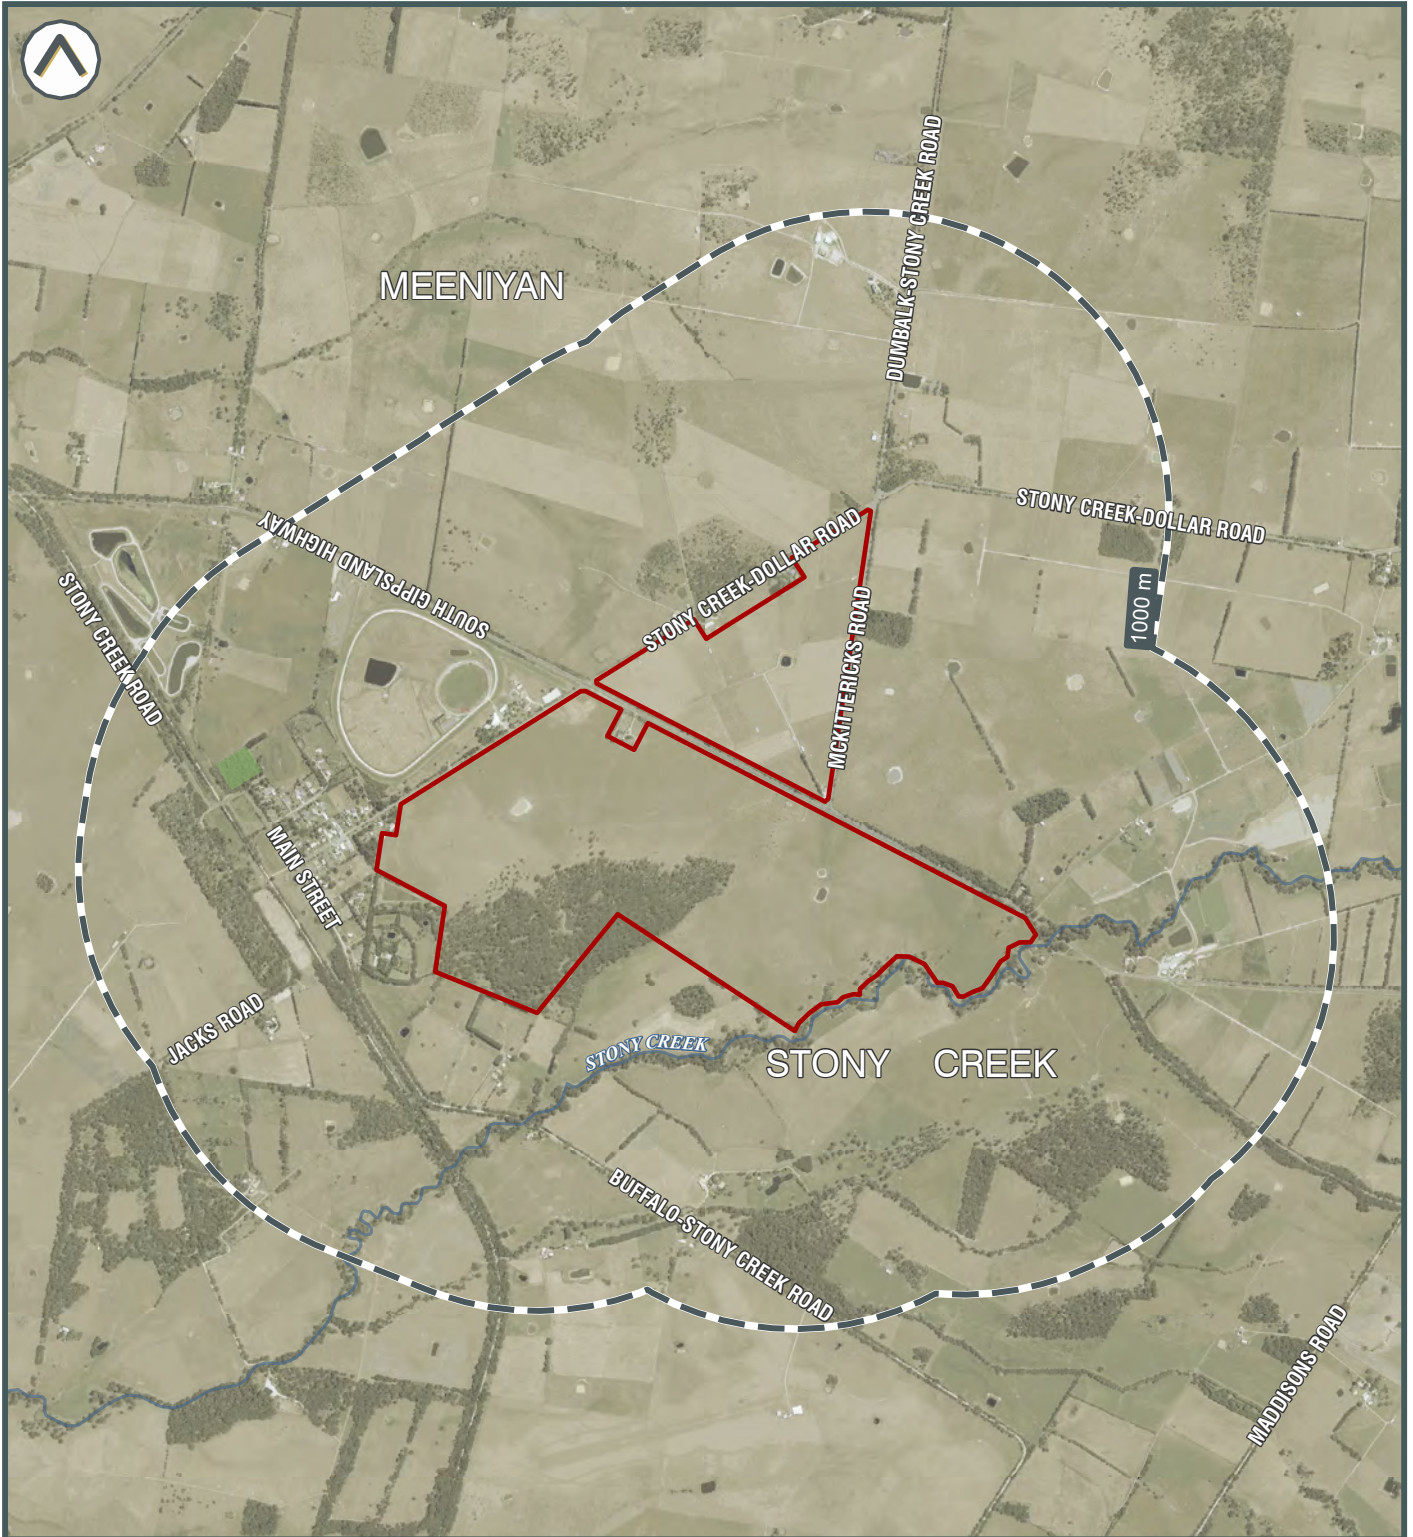 DUMBALK-STONY CREEK ROAD
MEENIYAN
STONY CREEK-DOLLAR ROAD
SOUTH GIPPSLAND HIGHWAY
STONY CREEK-DOLLAR ROAD
1000 m
STONY CREEK ROAD
MCKITTERICKS ROAD
MAIN STREET
JACKS ROAD
STONY CREEK
STONY CREEK
BUFFALO-STONY CREEK ROAD
MADDISONS ROAD